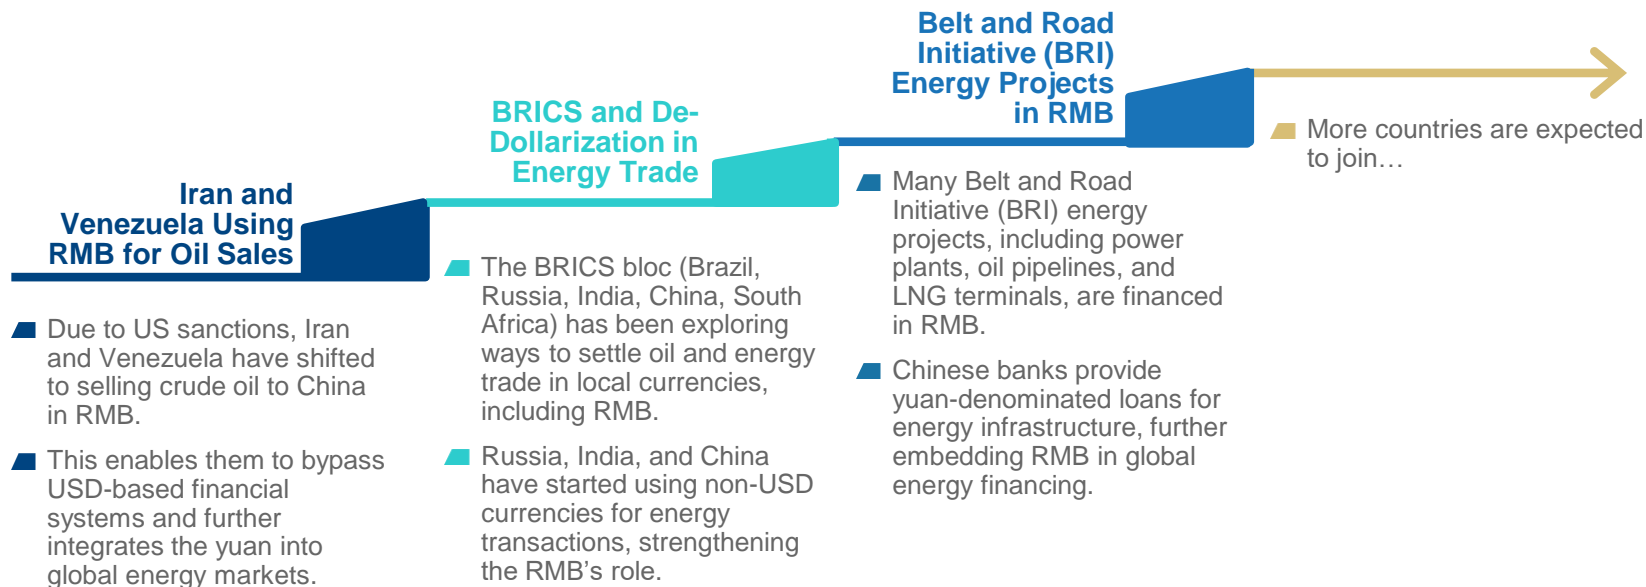 Iran and
Venezuela Using
RMB for Oil Sales
Due to US sanctions, Iran
and Venezuela have shifted
to selling crude oil to China
in RMB.
This enables them to bypass
USD-based financial
systems and further
integrates the yuan into
global energy markets.
BRICS and De-
Dollarization in
Energy Trade
The BRICS bloc (Brazil,
Russia, India, China, South
Africa) has been exploring
ways to settle oil and energy
trade in local currencies,
including RMB.
Russia, India, and China
have started using non-USD
currencies for energy
transactions, strengthening
the RMB's role.
Belt and Road
Initiative (BRI)
Energy Projects
in RMB
Many Belt and Road
Initiative (BRI) energy
projects, including power
plants, oil pipelines, and
LNG terminals, are financed
in RMB.
Chinese banks provide
yuan-denominated loans for
energy infrastructure, further
embedding RMB in global
energy financing.
More countries are expected
to join…